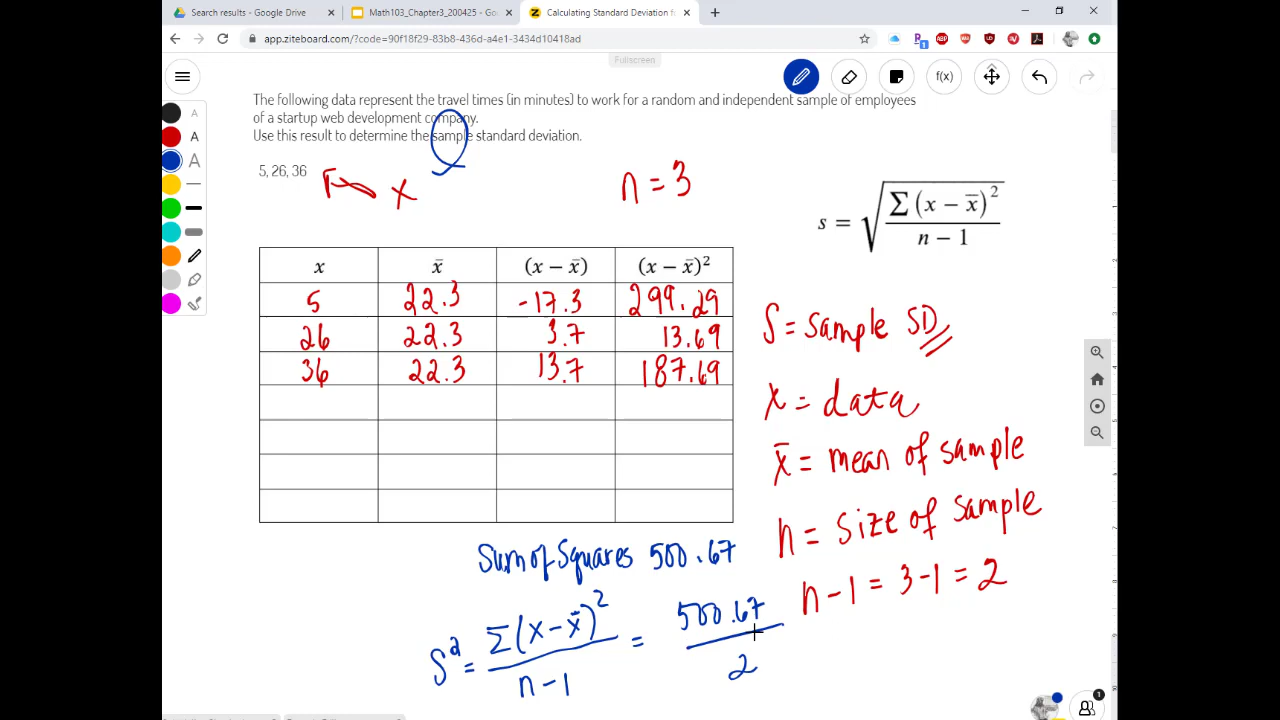 Search results - Google Drive
Math103_Chapter3_200425 - Go
Calculating Standard Deviation fo
app.ziteboard.com/?code=90f18f29-83b8-436d-a4e1-3434d10581ad
Fullscreen
f(x)
The following data represent the travel times (in minutes) to work for a random and independent sample of employees
of a startup web development company.
Use this result to determine the sample standard deviation.
5, 26, 36
x
n = 3
s = √(Σ(x − x̄)² / (n − 1))
x x̄ (x − x̄) (x − x̄)²
5 22.3 -17.3 299.29
26 22.3 3.7 13.69
36 22.3 13.7 187.69
S = sample SD
x = data
x̄ = mean of sample
n = size of sample
n - 1 = 3 - 1 = 2
Sum of Squares 500.67
S² = Σ(x - x̄)² / (n - 1) = 500.67 / 2